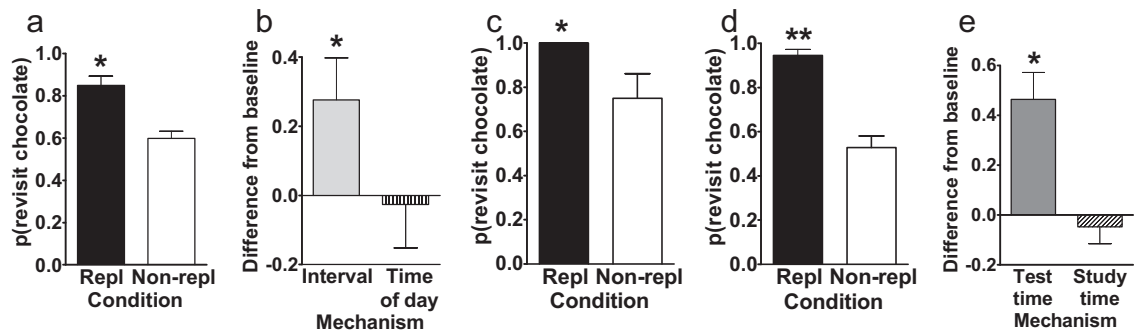 a
p(revisit chocolate)
1.0
0.8
0.6
0.4
0.2
0.0
*
Repl Non-repl
Condition
b
Difference from baseline
0.4
0.2
0.0
-0.2
*
Interval Time
of day
Mechanism
c
p(revisit chocolate)
1.0
0.8
0.6
0.4
0.2
0.0
*
Repl Non-repl
Condition
d
p(revisit chocolate)
1.0
0.8
0.6
0.4
0.2
0.0
**
Repl Non-repl
Condition
e
Difference from baseline
0.6
0.4
0.2
0.0
-0.2
*
Test Study
time time
Mechanism